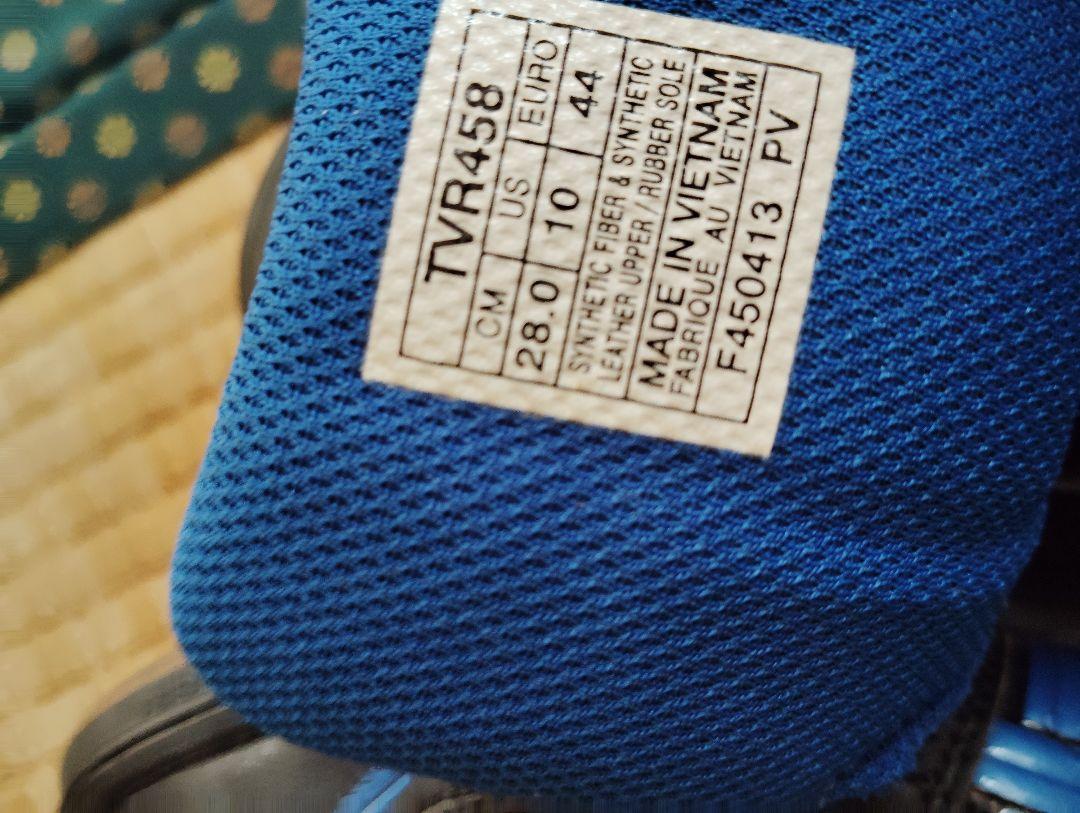 TVR458
CM US EURO
28.0 10 44
SYNTHETIC FIBER & SYNTHETIC
LEATHER UPPER / RUBBER SOLE
MADE IN VIETNAM
FABRIQUE AU VIETNAM
F450413 PV